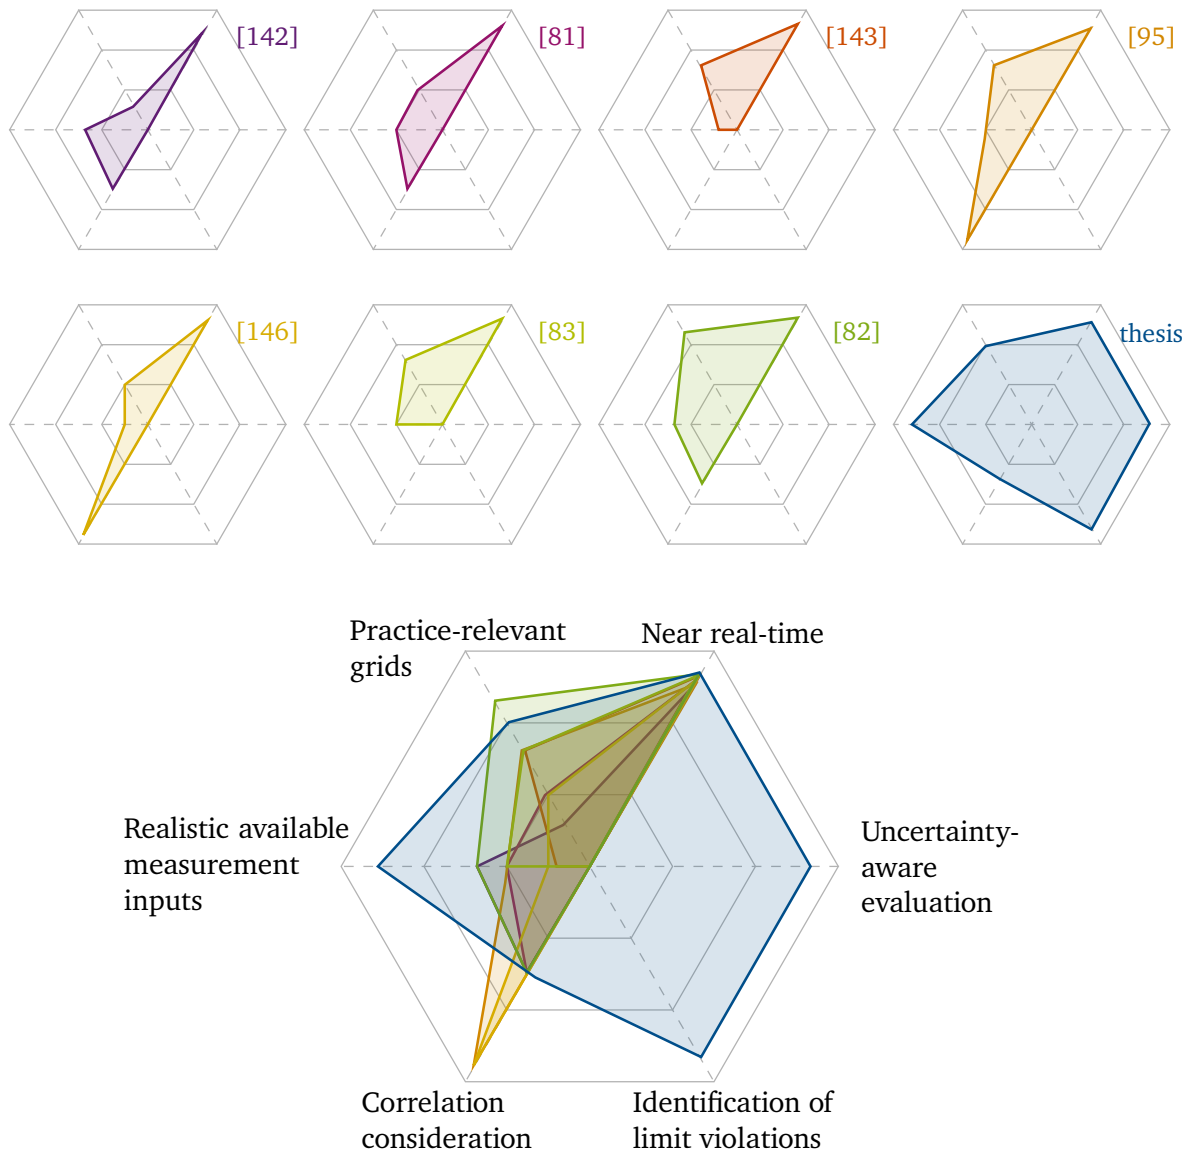 [142]
[81]
[143]
[95]
[146]
[83]
[82]
thesis
Practice-relevant
grids
Near real-time
Realistic available
measurement
inputs
Uncertainty-
aware
evaluation
Correlation
consideration
Identification of
limit violations